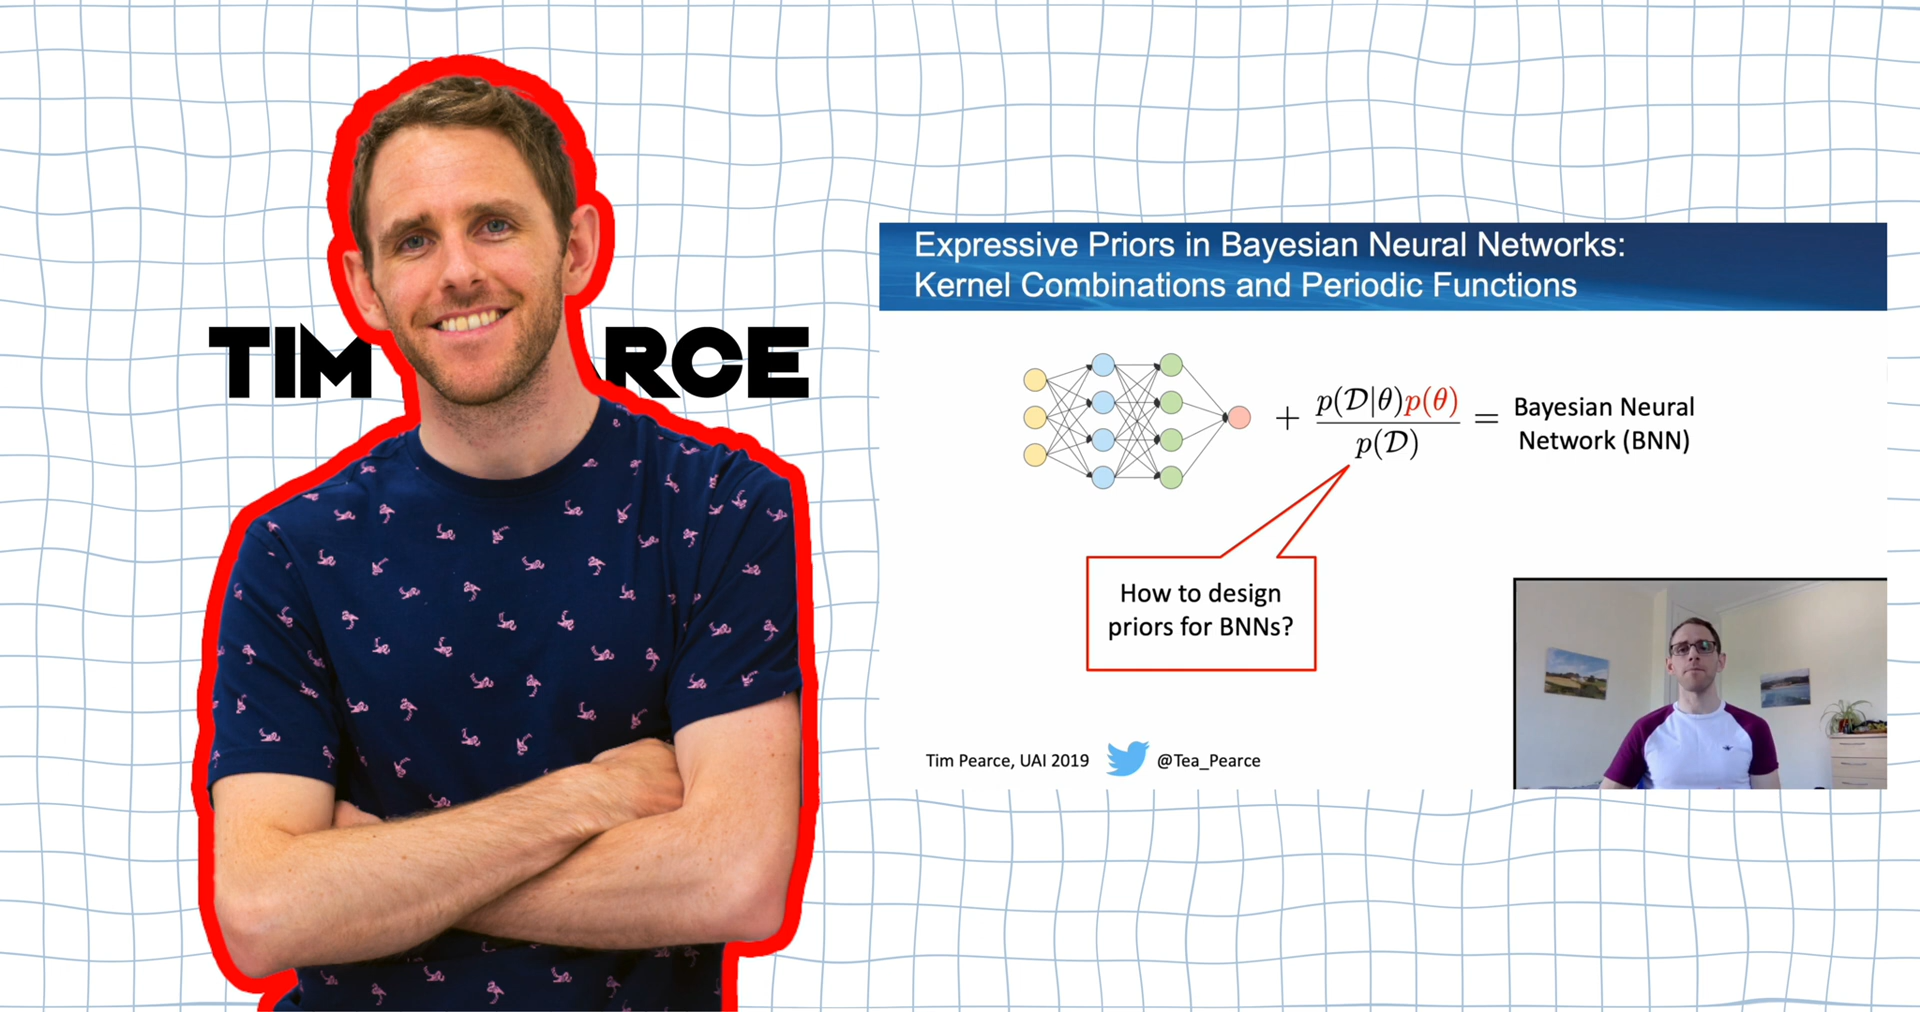 TIM
ARCE
Expressive Priors in Bayesian Neural Networks:
Kernel Combinations and Periodic Functions
+ p(𝒟|θ)p(θ) / p(𝒟) = Bayesian Neural
Network (BNN)
How to design
priors for BNNs?
Tim Pearce, UAI 2019 @Tea_Pearce